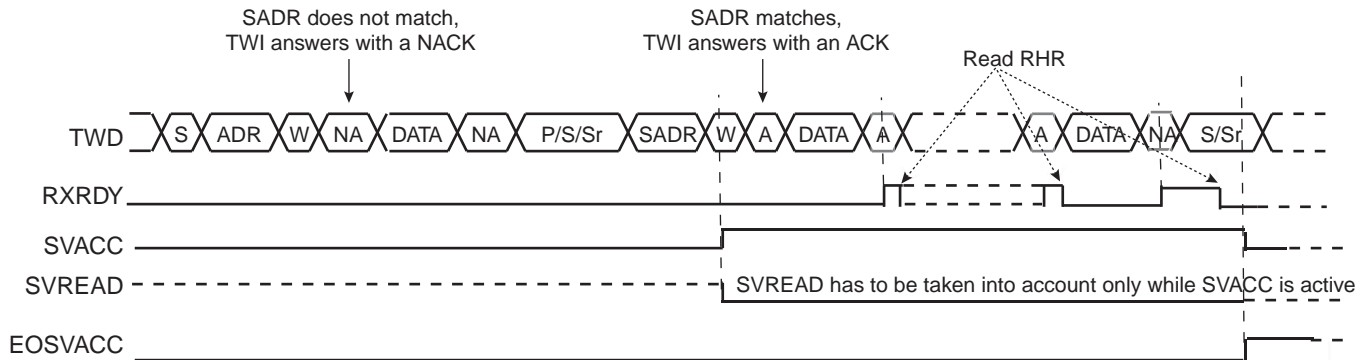 SADR does not match,
TWI answers with a NACK
SADR matches,
TWI answers with an ACK
Read RHR
TWD S ADR W NA DATA NA P/S/Sr SADR W A DATA A A DATA NA S/Sr
RXRDY
SVACC
SVREAD SVREAD has to be taken into account only while SVACC is active
EOSVACC